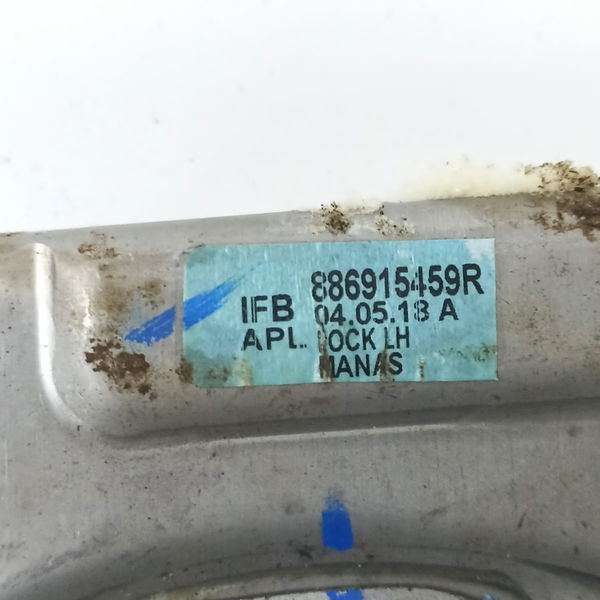 886915459R
IFB 04.05.18 A
APL. LOCK LH
MANAS